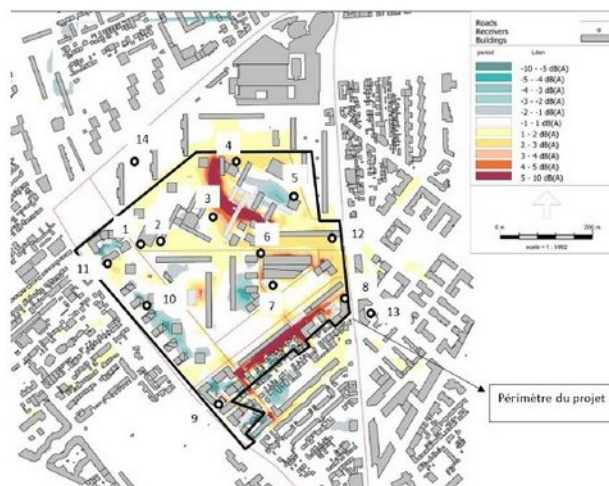 Roads
Receivers
Buildings
period Lden
-10 - -5 dB(A)
-5 - -4 dB(A)
-4 - -3 dB(A)
-3 - -2 dB(A)
-2 - -1 dB(A)
-1 - 1 dB(A)
1 - 2 dB(A)
2 - 3 dB(A)
3 - 4 dB(A)
4 - 5 dB(A)
5 - 10 dB(A)
0 m
200 m
14
4
5
3
1
2
6
12
11
10
7
8
13
9
Périmètre du projet